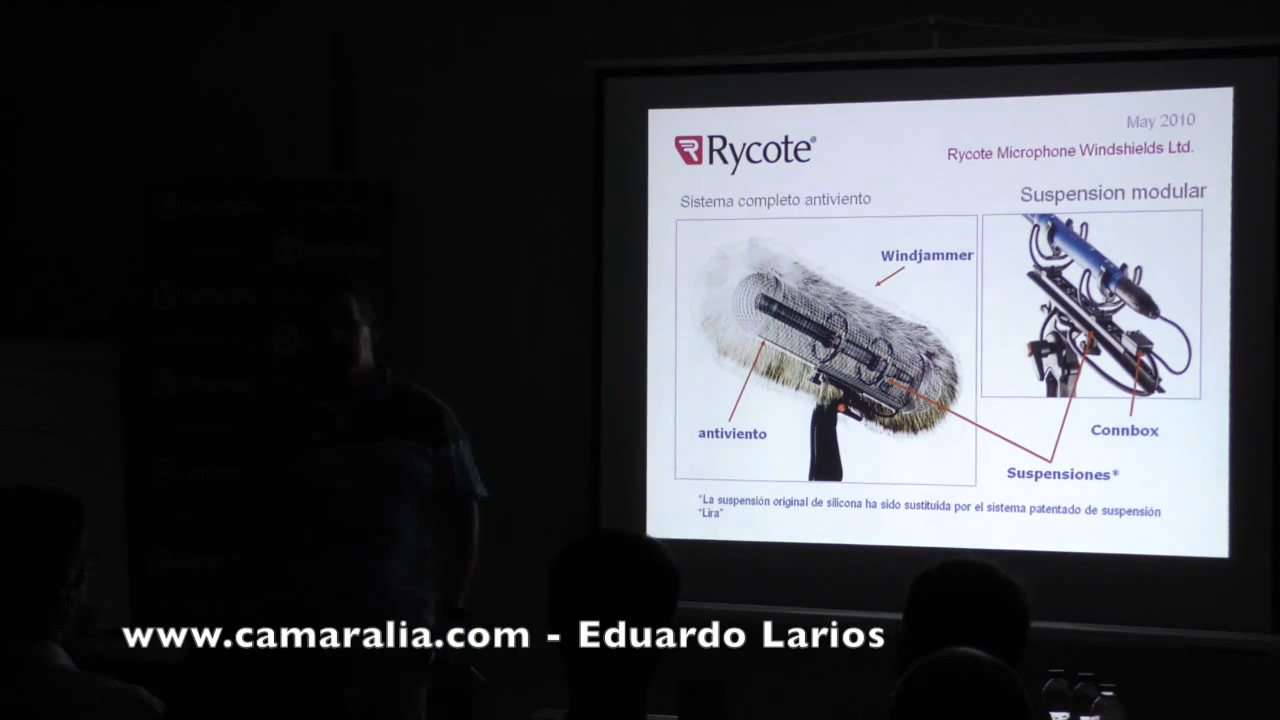 May 2010
Rycote®
Rycote Microphone Windshields Ltd.
Sistema completo antiviento
Suspension modular
Windjammer
antiviento
Connbox
Suspensiones*
*La suspensión original de silicona ha sido sustituida por el sistema patentado de suspensión
"Lira"
www.camaralia.com - Eduardo Larios